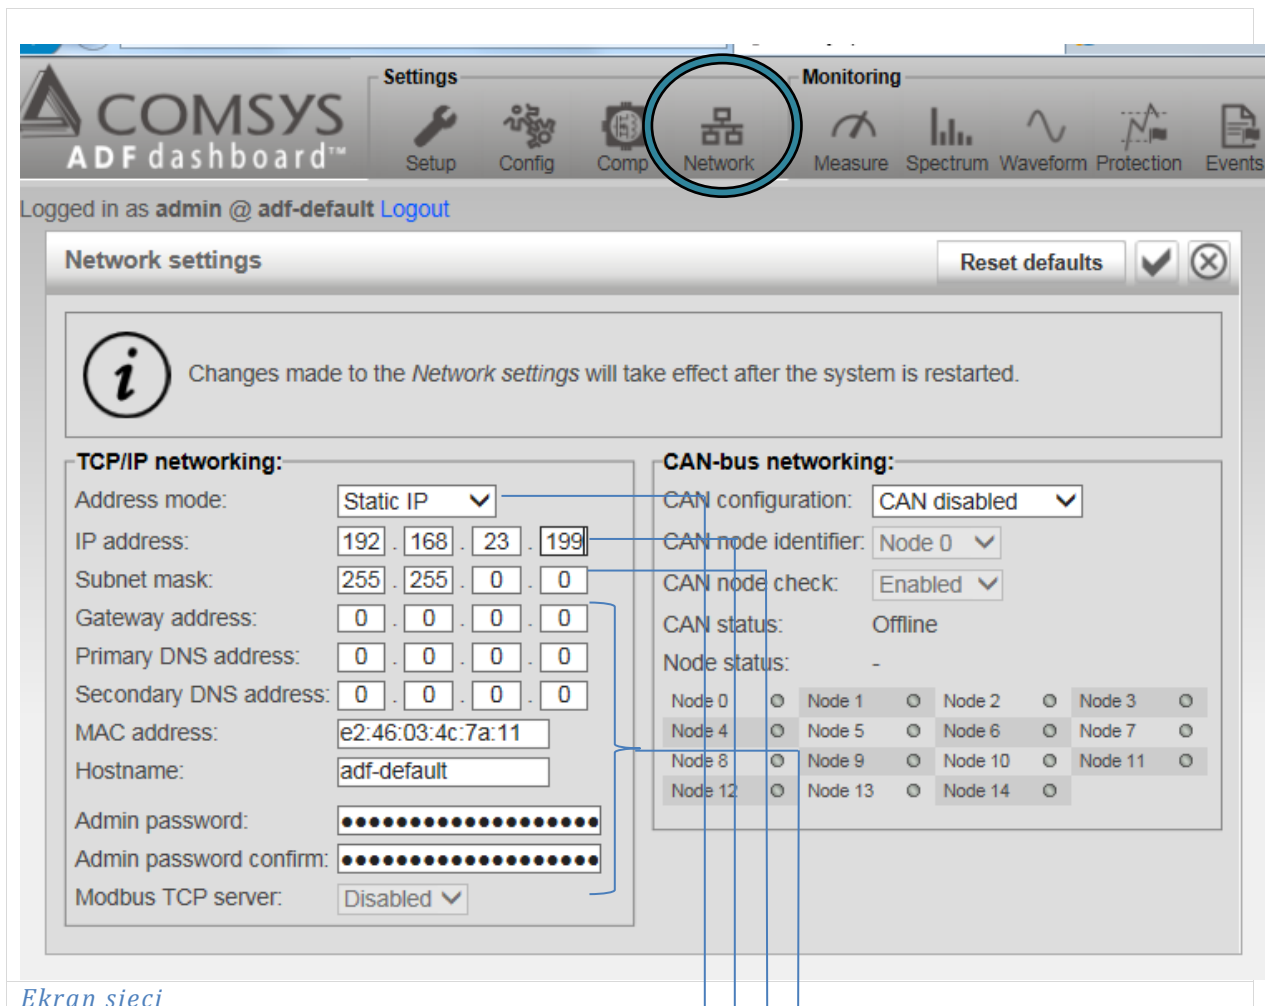 Settings
Monitoring
COMSYS
ADF dashboard™
Setup Config Comp Network Measure Spectrum Waveform Protection Events
Logged in as admin @ adf-default Logout
Network settings
Reset defaults
i
Changes made to the Network settings will take effect after the system is restarted.
TCP/IP networking:
Address mode: Static IP
IP address: 192 . 168 . 23 . 199
Subnet mask: 255 . 255 . 0 . 0
Gateway address: 0 . 0 . 0 . 0
Primary DNS address: 0 . 0 . 0 . 0
Secondary DNS address: 0 . 0 . 0 . 0
MAC address: e2:46:03:4c:7a:11
Hostname: adf-default
Admin password: ●●●●●●●●●●●●●●●●●●●
Admin password confirm: ●●●●●●●●●●●●●●●●●●●
Modbus TCP server: Disabled
CAN-bus networking:
CAN configuration: CAN disabled
CAN node identifier: Node 0
CAN node check: Enabled
CAN status: Offline
Node status: -
Node 0 Node 1 Node 2 Node 3
Node 4 Node 5 Node 6 Node 7
Node 8 Node 9 Node 10 Node 11
Node 12 Node 13 Node 14
Ekran sieci